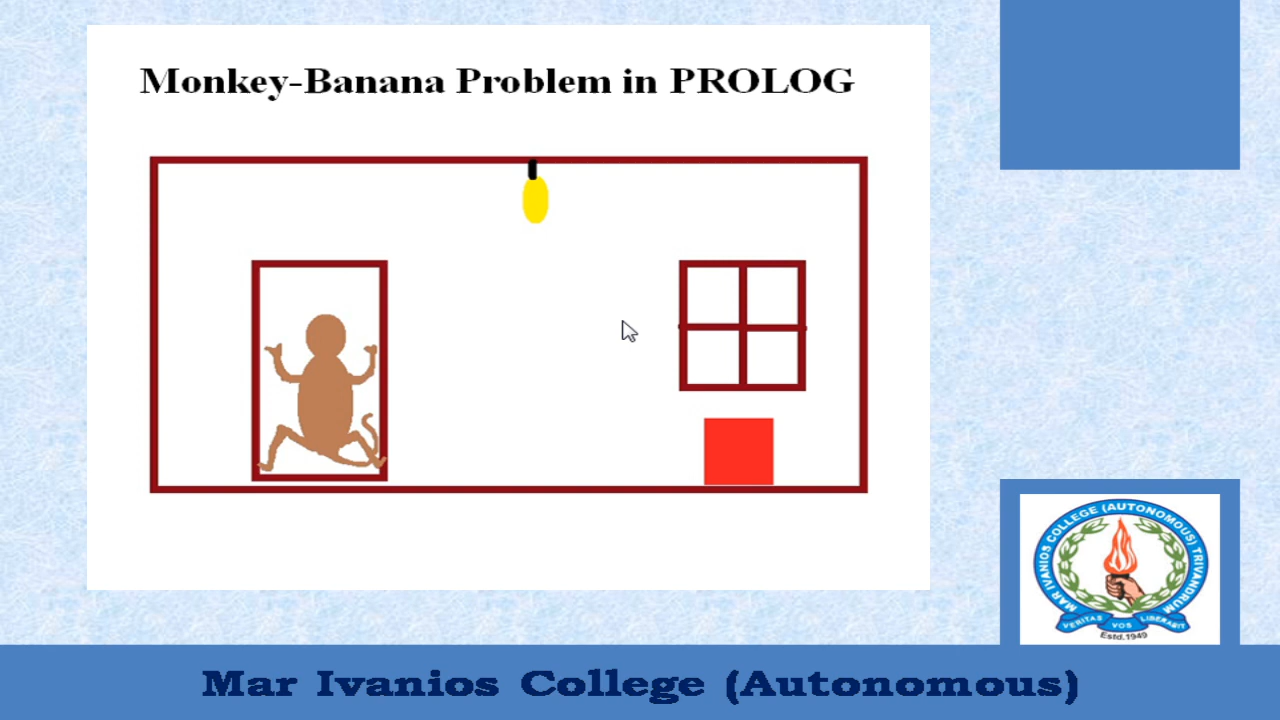 Monkey-Banana Problem in PROLOG
MAR IVANIOS COLLEGE (AUTONOMOUS) TRIVANDRUM
VERITAS VOS LIBERABIT
Estd.1949
Mar Ivanios College (Autonomous)